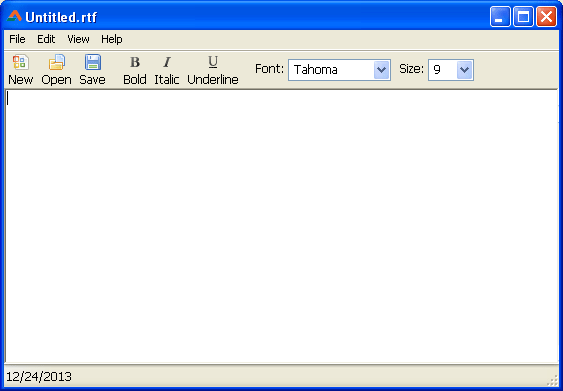 Untitled.rtf
File Edit View Help
New Open Save B Bold I Italic U Underline Font: Tahoma Size: 9
12/24/2013